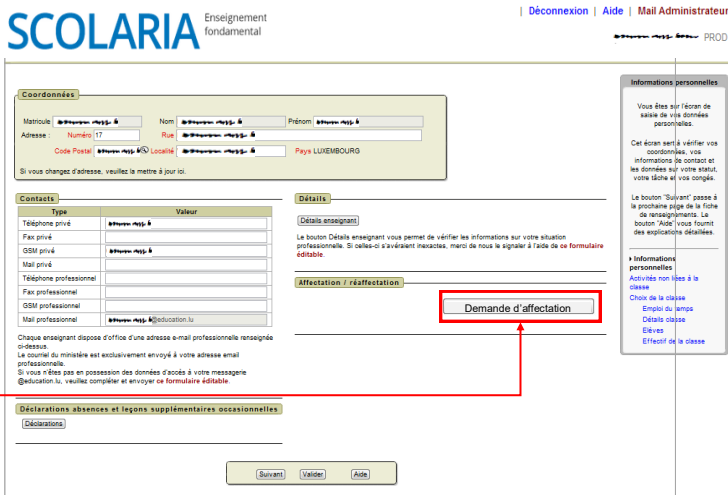 SCOLARIA Enseignement fondamental
| Déconnexion | Aide | Mail Administrateur
PROD
Coordonnées
Matricule Nom Prénom
Adresse : Numéro 17 Rue
Code Postal Localité Pays LUXEMBOURG
Si vous changez d'adresse, veuillez la mettre à jour ici.
Contacts
Type Valeur
Téléphone privé
Fax privé
GSM privé
Mail privé
Téléphone professionnel
Fax professionnel
GSM professionnel
Mail professionnel @education.lu
Chaque enseignant dispose d'office d'une adresse e-mail professionnelle renseignée
ci-dessus.
Le courriel du ministère est exclusivement envoyé à votre adresse email
professionnelle.
Si vous n'êtes pas en possession des données d'accès à votre messagerie
@education.lu, veuillez compléter et envoyer ce formulaire éditable.
Détails
Détails enseignant
Le bouton Détails enseignant vous permet de vérifier les informations sur votre situation
professionnelle. Si celles-ci s'avéraient inexactes, merci de nous le signaler à l'aide de ce formulaire
éditable.
Affectation / réaffectation
Demande d'affectation
Déclarations absences et leçons supplémentaires occasionnelles
Déclarations
Suivant Valider Aide
Informations personnelles
Vous êtes sur l'écran de
saisie de vos données
personnelles.
Cet écran sert à vérifier vos
coordonnées, vos
informations de contact et
les données sur votre statut,
votre tâche et vos congés.
Le bouton "Suivant" passe à
la prochaine page de la fiche
de renseignements. Le
bouton "Aide" vous fournit
des explications détaillées.
Informations
personnelles
Activités non liées à la
classe
Choix de la classe
Emploi du temps
Détails classe
Elèves
Effectif de la classe